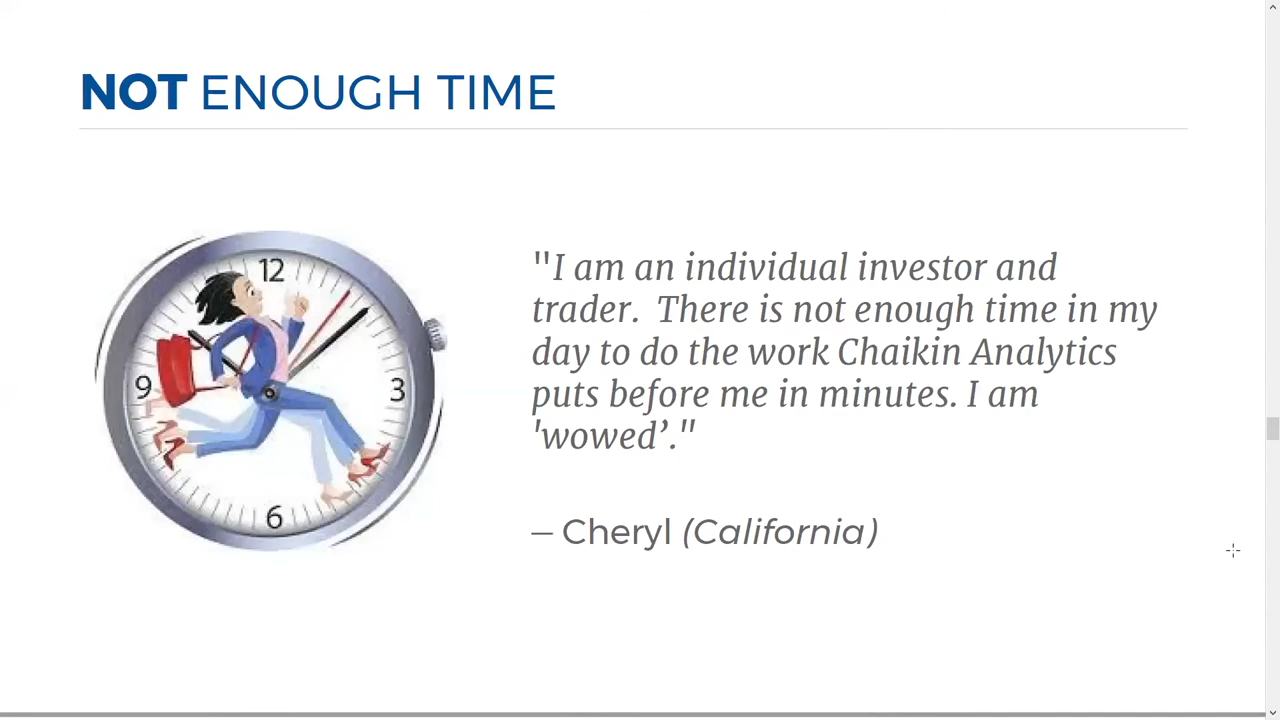 NOT ENOUGH TIME
12
9
3
6
"I am an individual investor and
trader.  There is not enough time in my
day to do the work Chaikin Analytics
puts before me in minutes. I am
'wowed’."
– Cheryl (California)